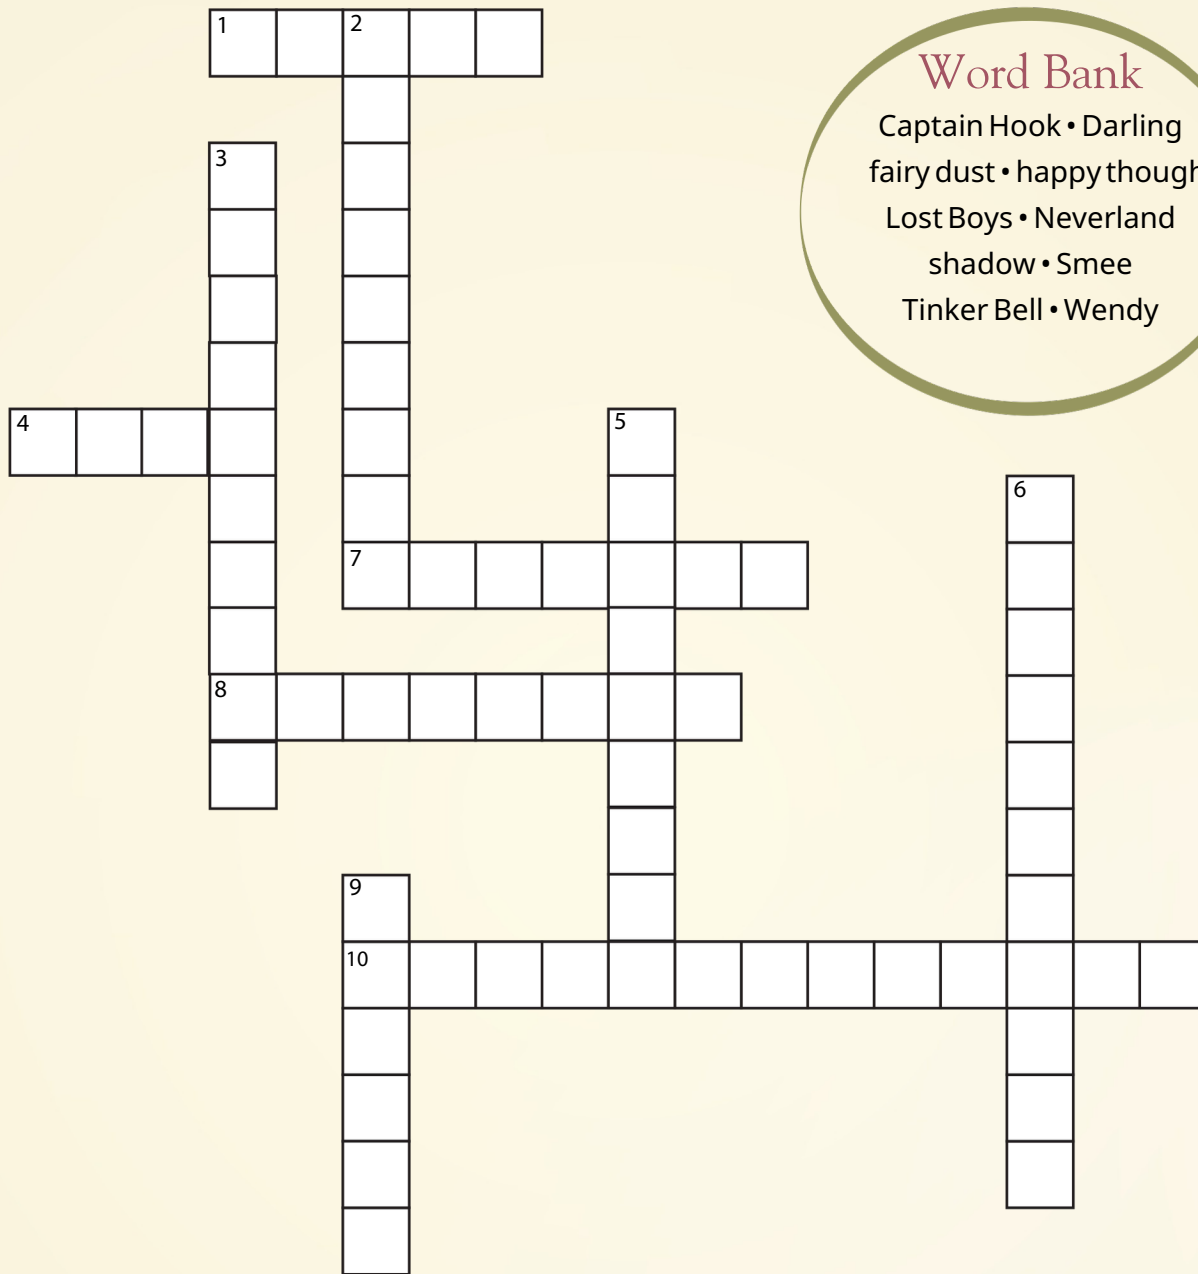 1
2
Word Bank
Captain Hook • Darling
fairy dust • happy though
Lost Boys • Neverland
shadow • Smee
Tinker Bell • Wendy
3
4
5
6
7
8
9
10